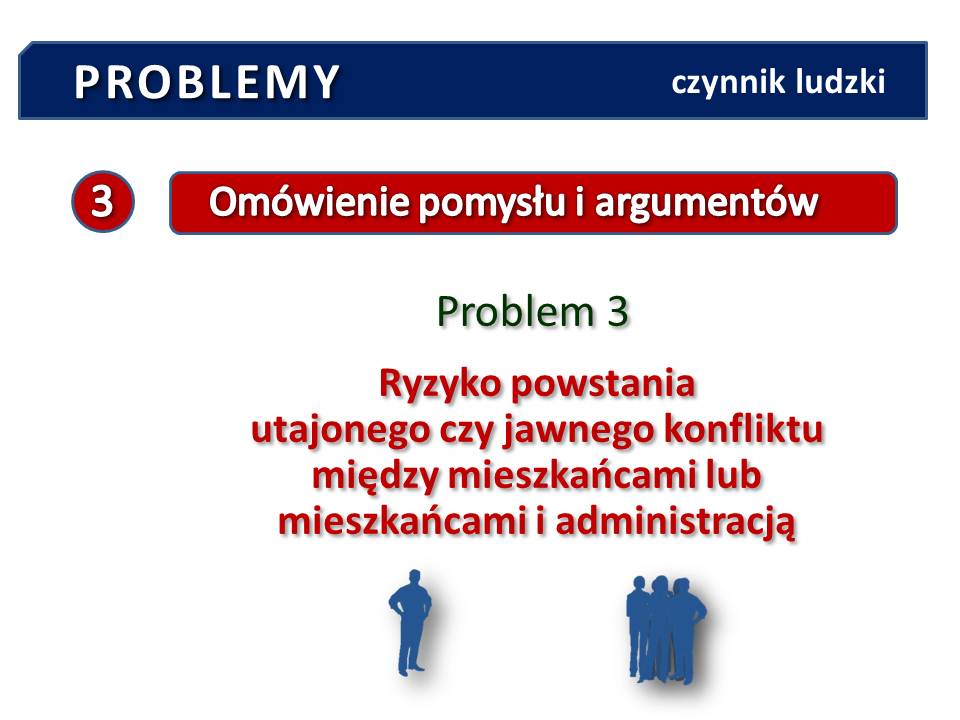 PROBLEMY
czynnik ludzki
3
Omówienie pomysłu i argumentów
Problem 3
Ryzyko powstania
utajonego czy jawnego konfliktu
między mieszkańcami lub
mieszkańcami i administracją